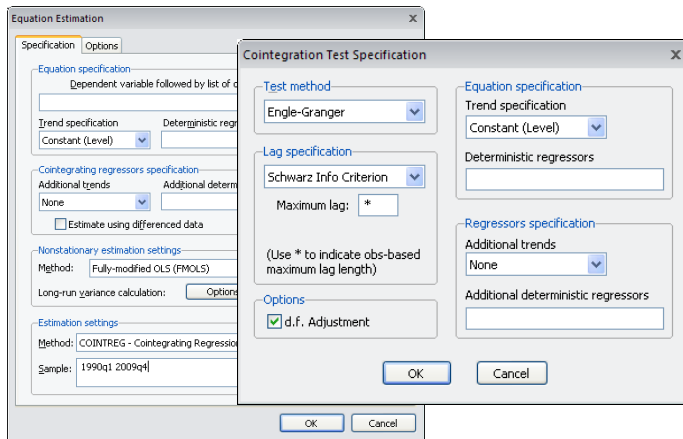 Equation Estimation
x
Specification
Options
Equation specification
Dependent variable followed by list of
Trend specification
Deterministic
Constant (Level)
Cointegrating regressors specification
Additional trends
Additional
None
Estimate using differenced data
Nonstationary estimation settings
Method:
Fully-modified OLS (FMOLS)
Long-run variance calculation:
Options
Estimation settings
Method:
COINTREG - Cointegrating Regression
Sample:
1990q1 2009q4
OK
Cancel
Cointegration Test Specification
x
Test method
Engle-Granger
Lag specification
Schwarz Info Criterion
Maximum lag:
*
(Use * to indicate obs-based
maximum lag length)
Options
d.f. Adjustment
Equation specification
Trend specification
Constant (Level)
Deterministic regressors
Regressors specification
Additional trends
None
Additional deterministic regressors
OK
Cancel